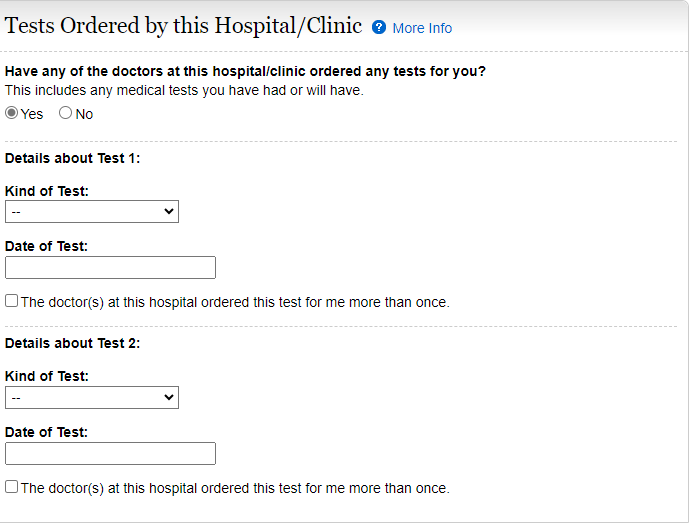 Tests Ordered by this Hospital/Clinic ? More Info
Have any of the doctors at this hospital/clinic ordered any tests for you?
This includes any medical tests you have had or will have.
Yes No
Details about Test 1:
Kind of Test:
--
Date of Test:
The doctor(s) at this hospital ordered this test for me more than once.
Details about Test 2:
Kind of Test:
--
Date of Test:
The doctor(s) at this hospital ordered this test for me more than once.